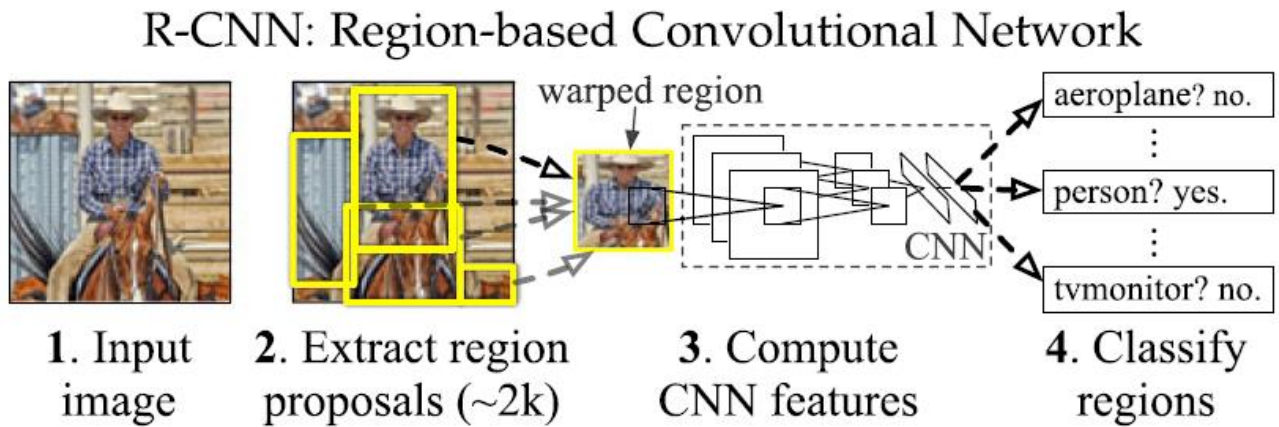 R-CNN: Region-based Convolutional Network
warped region
aeroplane? no.
⋮
person? yes.
⋮
tvmonitor? no.
CNN
1. Input
image
2. Extract region
proposals (~2k)
3. Compute
CNN features
4. Classify
regions